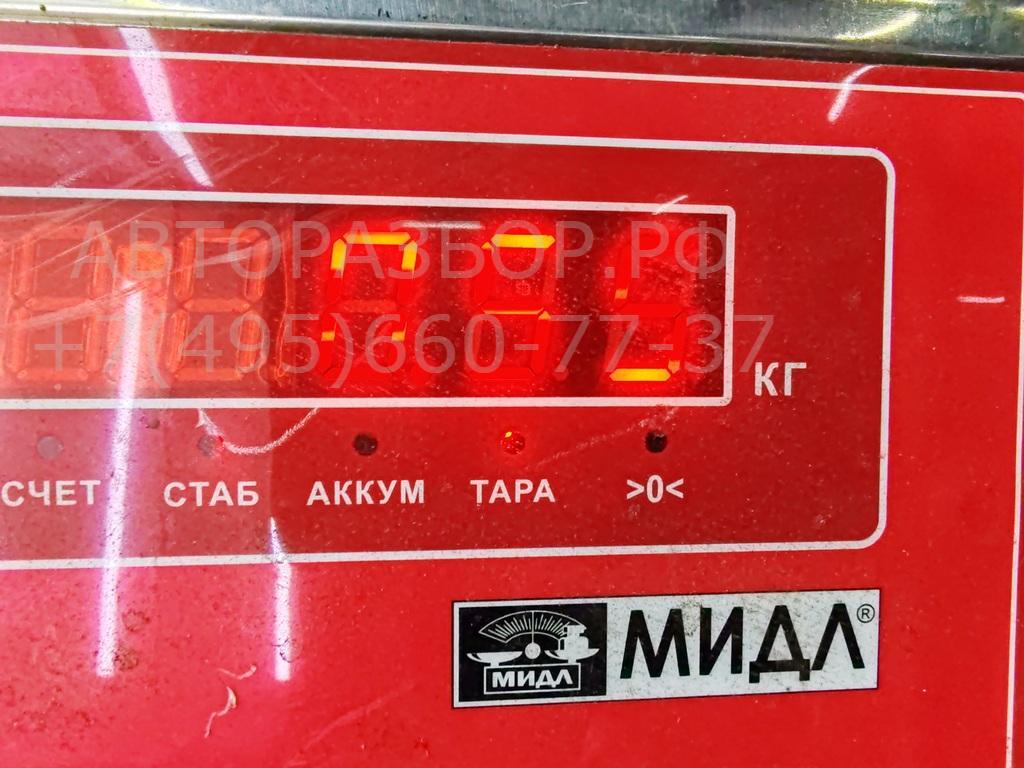 АВТОРАЗБОР.РФ
+7(495)660-77-37
КГ
СЧЕТ СТАБ АККУМ ТАРА >0<
МИДЛ МИДЛ®